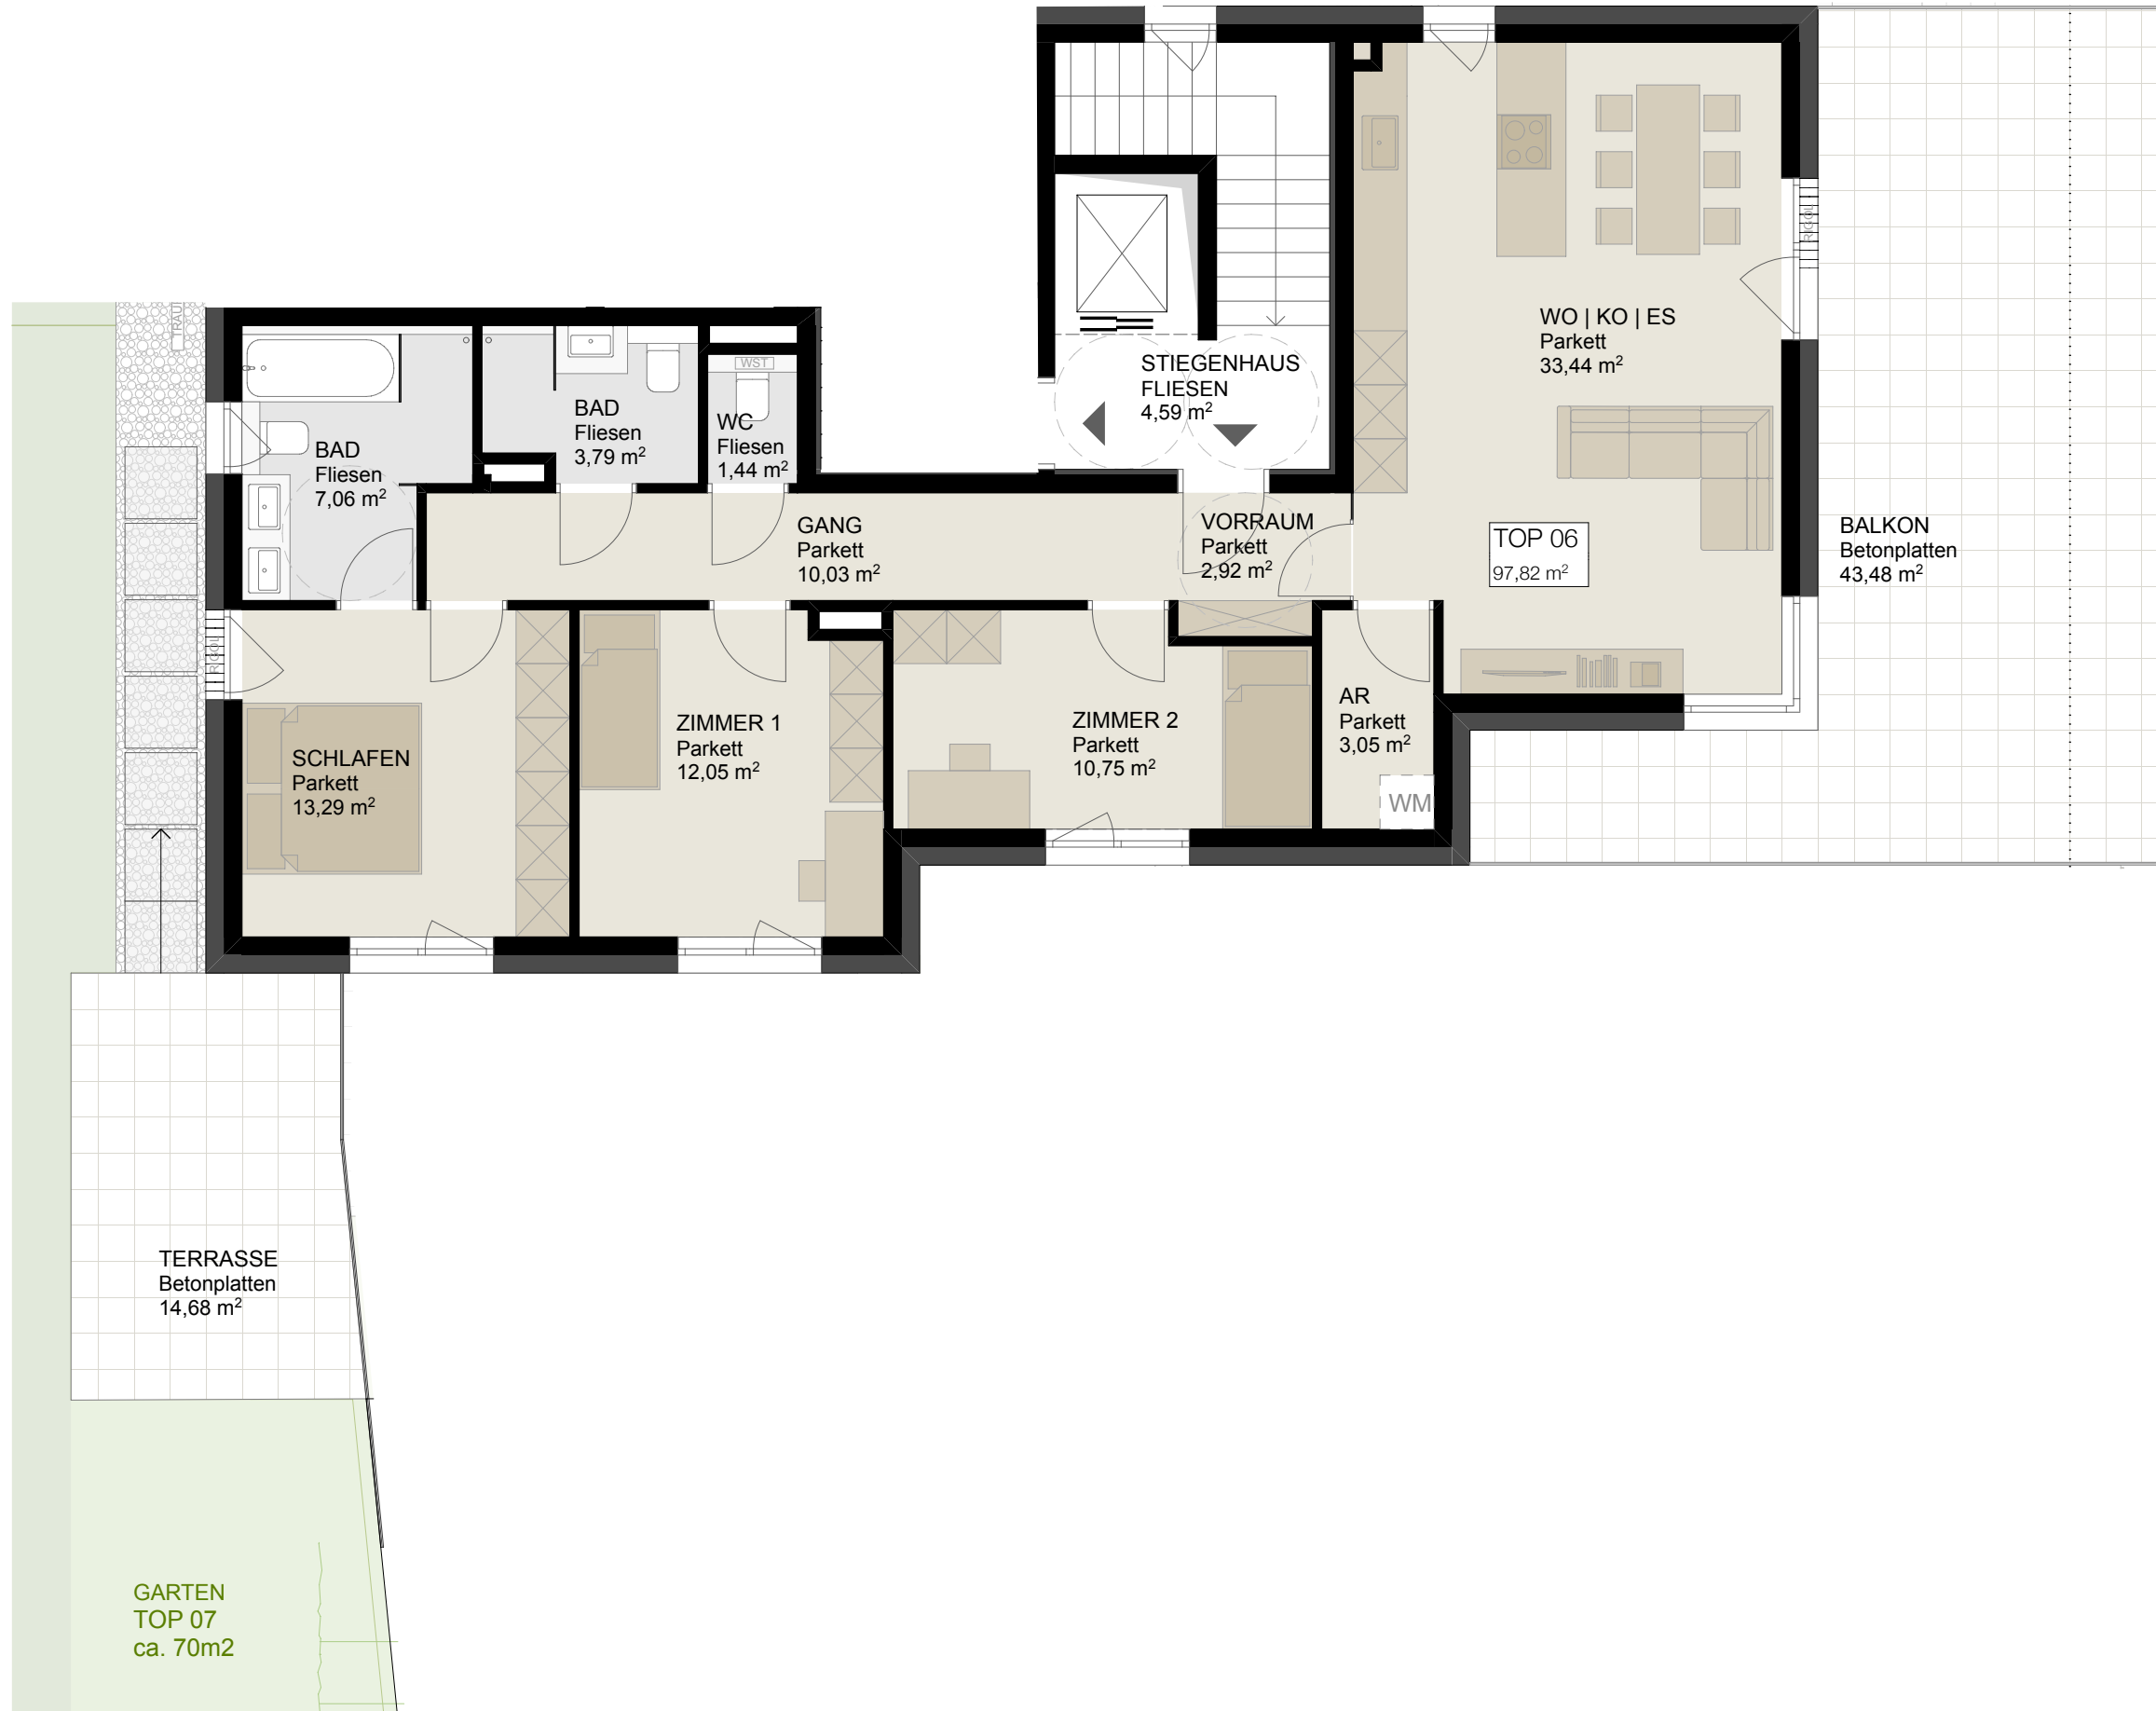 TRAU
WO | KO | ES
Parkett
33,44 m²
RIGOL
STIEGENHAUS
FLIESEN
4,59 m²
WST
BAD
Fliesen
3,79 m²
WC
Fliesen
1,44 m²
BAD
Fliesen
7,06 m²
GANG
Parkett
10,03 m²
VORRAUM
Parkett
2,92 m²
TOP 06
97,82 m²
BALKON
Betonplatten
43,48 m²
RIGOL
SCHLAFEN
Parkett
13,29 m²
ZIMMER 1
Parkett
12,05 m²
ZIMMER 2
Parkett
10,75 m²
AR
Parkett
3,05 m²
WM
TERRASSE
Betonplatten
14,68 m²
GARTEN
TOP 07
ca. 70m2